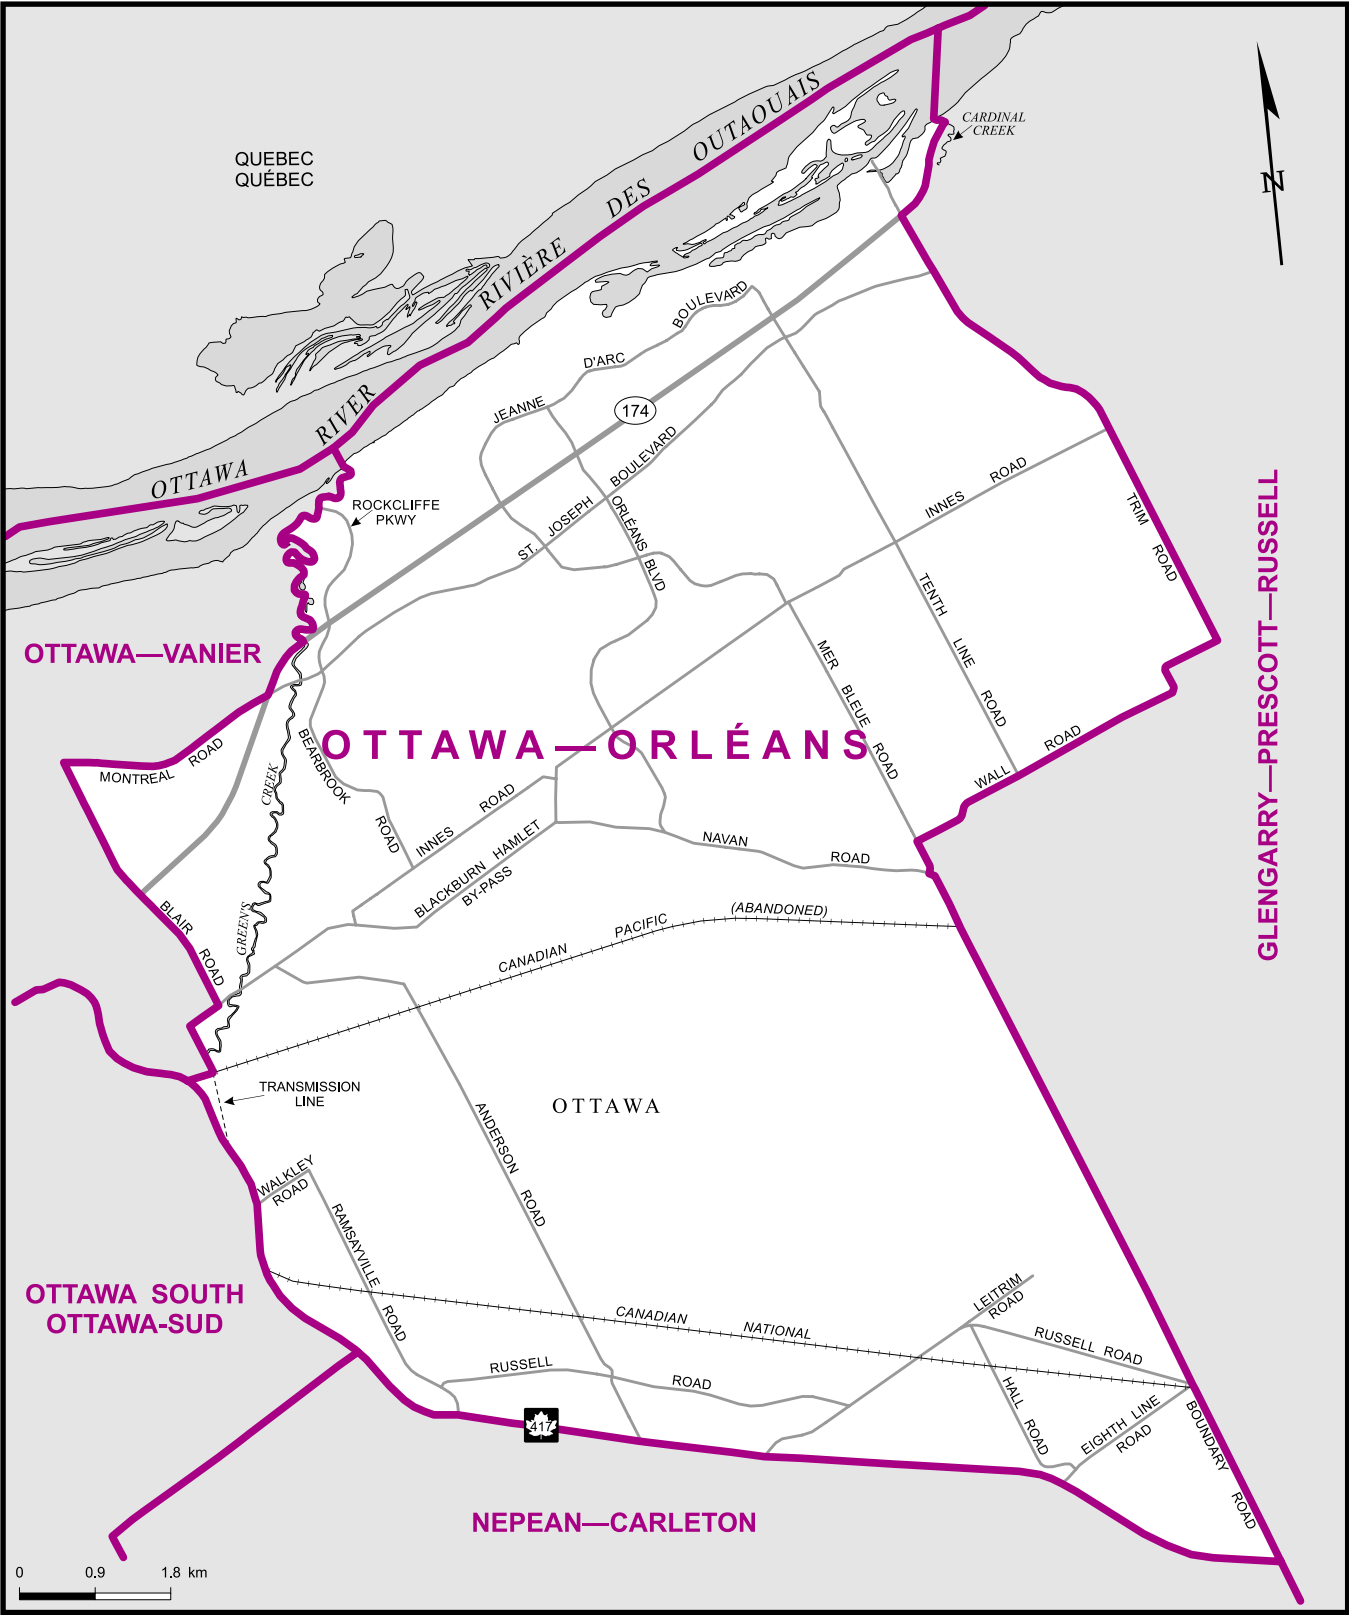 OTTAWA RIVER RIVIÈRE DES OUTAOUAIS
QUEBEC
QUÉBEC
CARDINAL
CREEK
N
BOULEVARD
D'ARC
JEANNE
174
ST. JOSEPH BOULEVARD
ORLÉANS BLVD
ROCKCLIFFE
PKWY
INNES ROAD
TRIM ROAD
TENTH LINE ROAD
MER BLEUE ROAD
WALL ROAD
OTTAWA—VANIER
OTTAWA—ORLÉANS
GLENGARRY—PRESCOTT—RUSSELL
MONTREAL ROAD
BEARBROOK ROAD
GREEN'S CREEK
INNES ROAD
BLACKBURN HAMLET
BY-PASS
NAVAN ROAD
BLAIR ROAD
CANADIAN PACIFIC (ABANDONED)
TRANSMISSION
LINE
OTTAWA
ANDERSON ROAD
WALKLEY
ROAD
RAMSAYVILLE ROAD
OTTAWA SOUTH
OTTAWA-SUD
CANADIAN NATIONAL
LEITRIM
ROAD
RUSSELL ROAD
RUSSELL ROAD
HALL ROAD
EIGHTH LINE
ROAD
BOUNDARY ROAD
417
NEPEAN—CARLETON
0 0.9 1.8 km